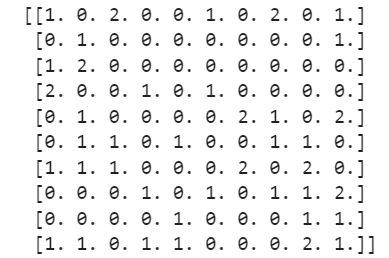 [[1. 0. 2. 0. 0. 1. 0. 2. 0. 1.]
[0. 1. 0. 0. 0. 0. 0. 0. 0. 1.]
[1. 2. 0. 0. 0. 0. 0. 0. 0. 0.]
[2. 0. 0. 1. 0. 1. 0. 0. 0. 0.]
[0. 1. 0. 0. 0. 0. 2. 1. 0. 2.]
[0. 1. 1. 0. 1. 0. 0. 1. 1. 0.]
[1. 1. 1. 0. 0. 0. 2. 0. 2. 0.]
[0. 0. 0. 1. 0. 1. 0. 1. 1. 2.]
[0. 0. 0. 0. 1. 0. 0. 0. 1. 1.]
[1. 1. 0. 1. 1. 0. 0. 0. 2. 1.]]